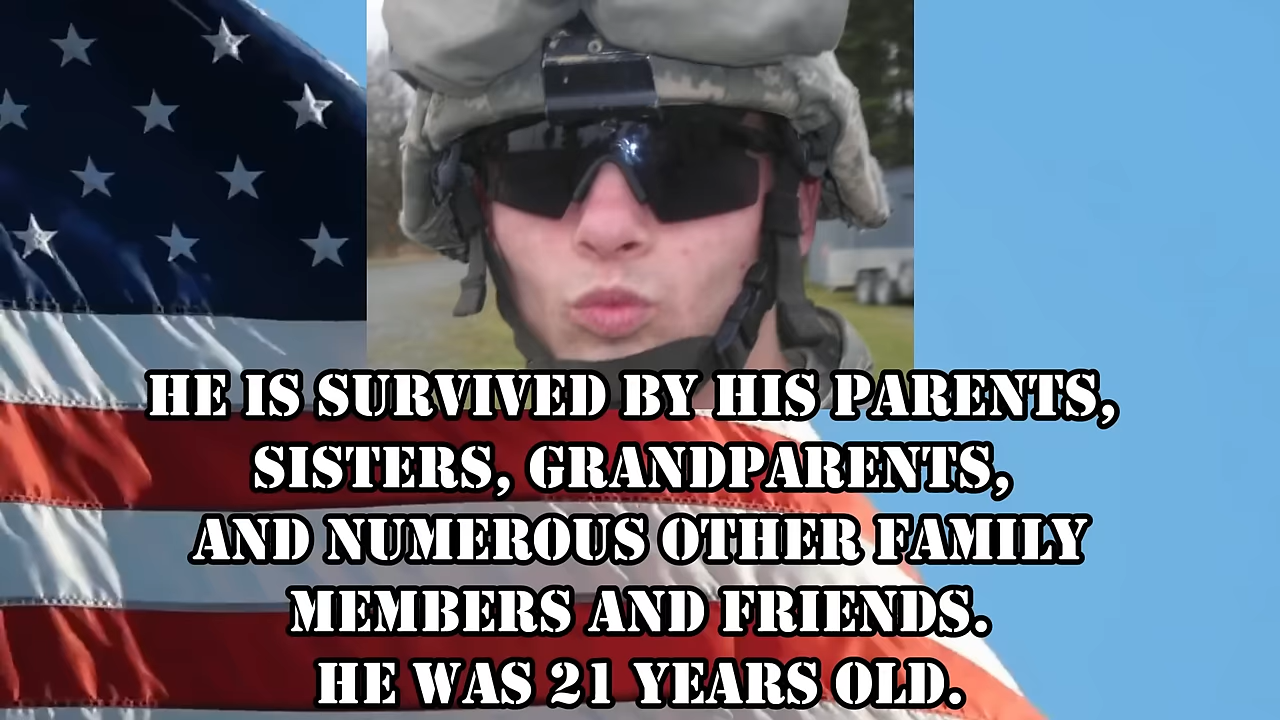 HE IS SURVIVED BY HIS PARENTS,
SISTERS, GRANDPARENTS,
AND NUMEROUS OTHER FAMILY
MEMBERS AND FRIENDS.
HE WAS 21 YEARS OLD.